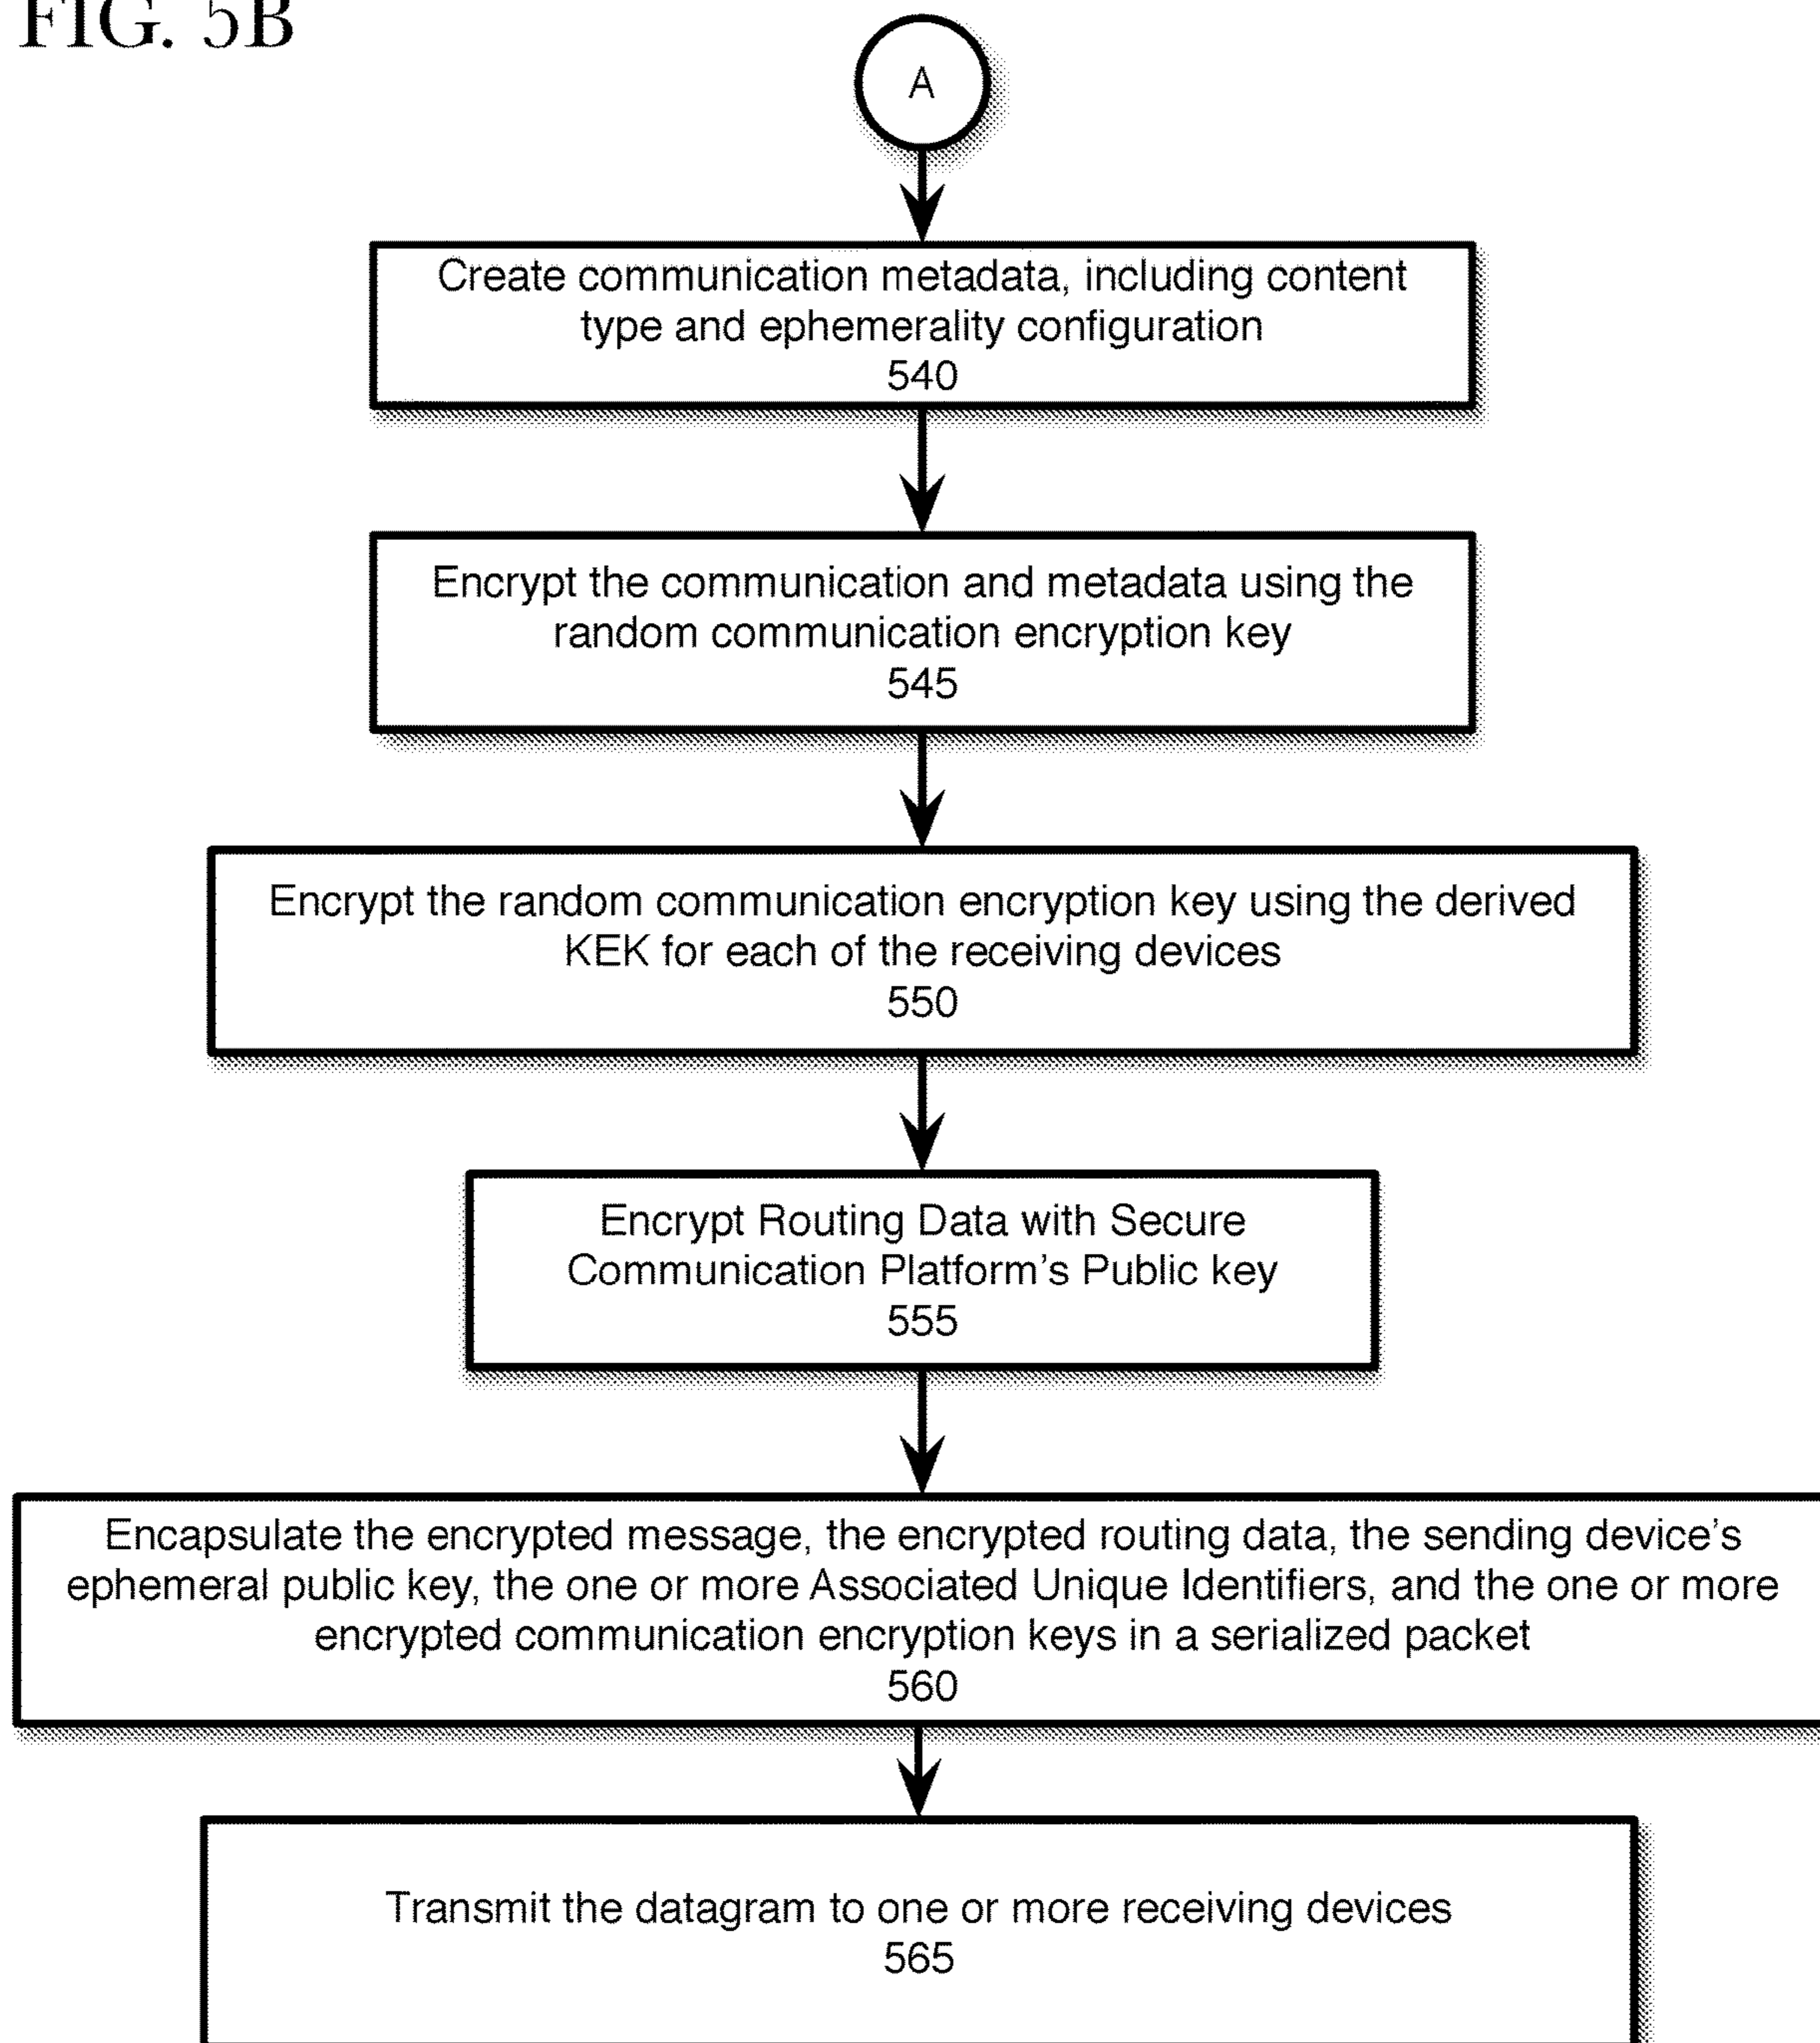 FIG. 5B
A
Create communication metadata, including content
type and ephemerality configuration
540
Encrypt the communication and metadata using the
random communication encryption key
545
Encrypt the random communication encryption key using the derived
KEK for each of the receiving devices
550
Encrypt Routing Data with Secure
Communication Platform's Public key
555
Encapsulate the encrypted message, the encrypted routing data, the sending device's
ephemeral public key, the one or more Associated Unique Identifiers, and the one or more
encrypted communication encryption keys in a serialized packet
560
Transmit the datagram to one or more receiving devices
565